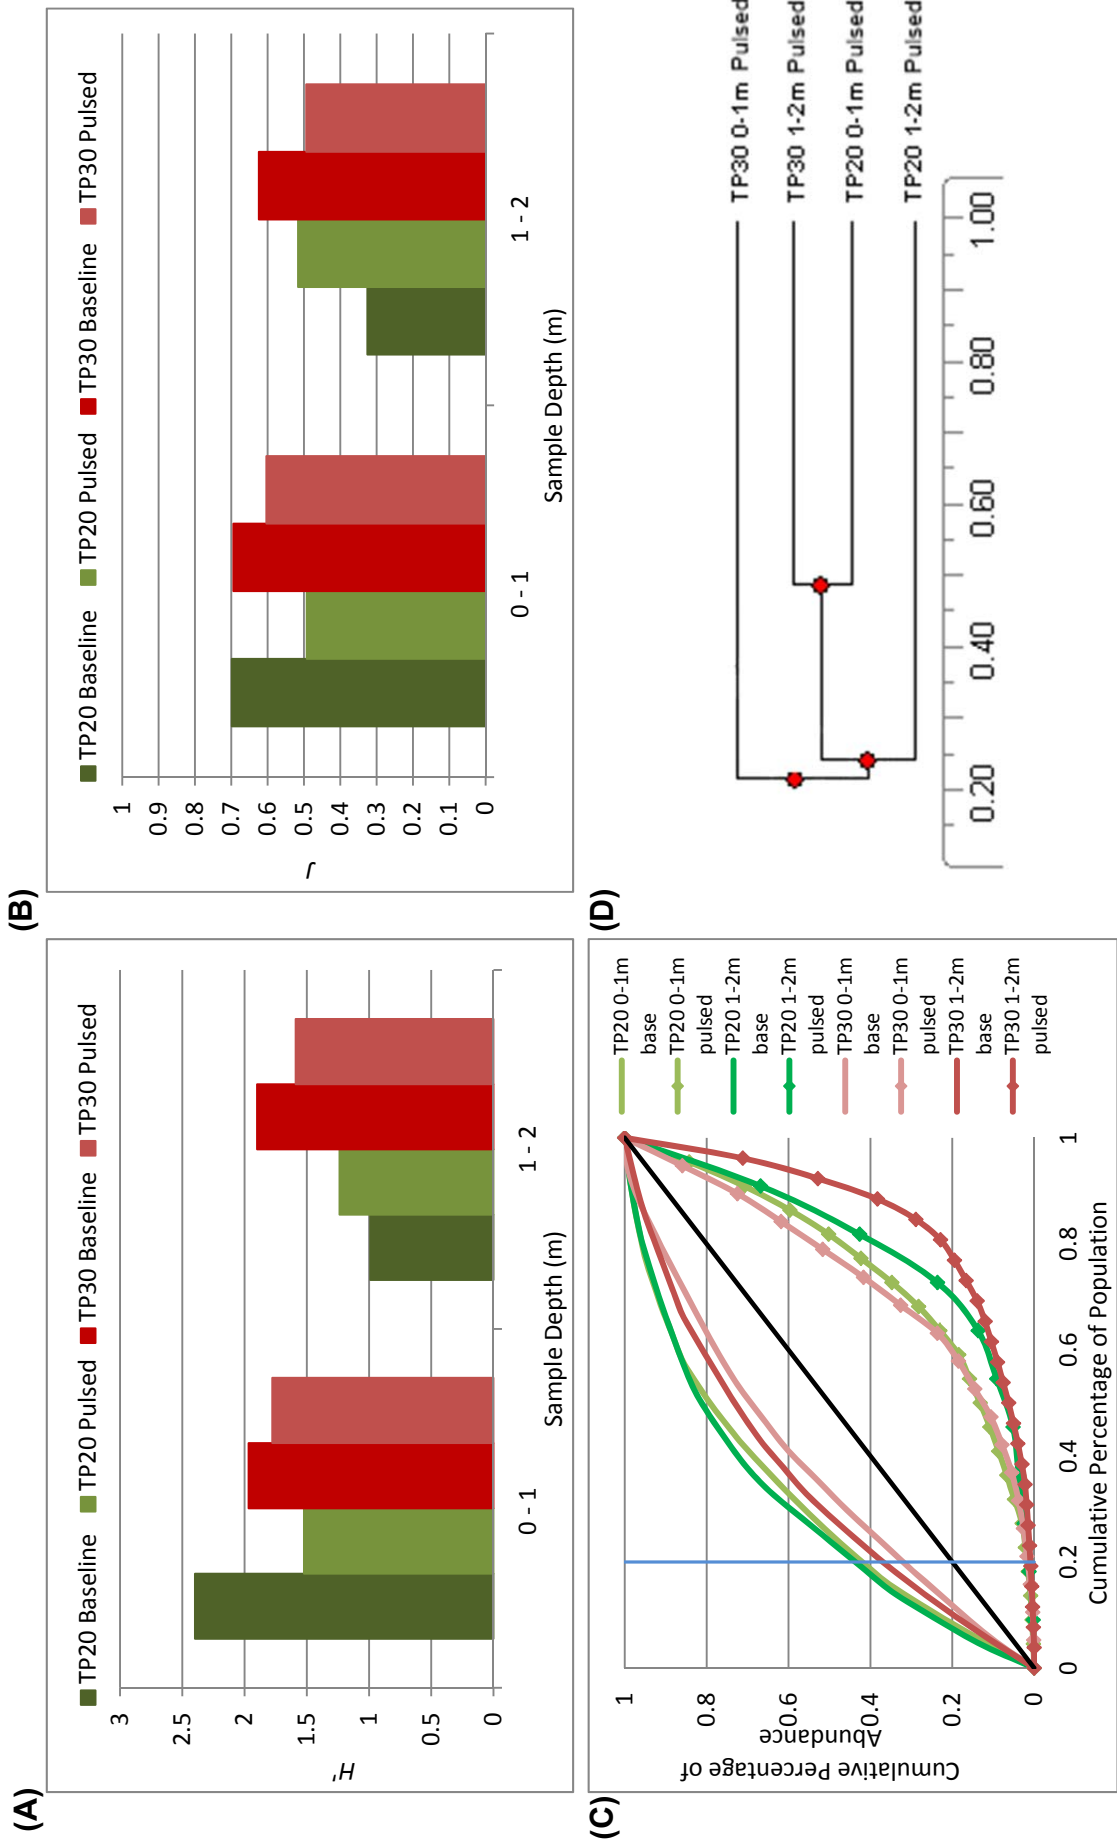 (A)
TP20 Baseline TP20 Pulsed TP30 Baseline TP30 Pulsed
3
2.5
2
1.5
1
0.5
0
H'
0 - 1 1 - 2
Sample Depth (m)
(B)
TP20 Baseline TP20 Pulsed TP30 Baseline TP30 Pulsed
1
0.9
0.8
0.7
0.6
0.5
0.4
0.3
0.2
0.1
0
J
0 - 1 1 - 2
Sample Depth (m)
(C)
Cumulative Percentage of
Abundance
1
0.8
0.6
0.4
0.2
0
0 0.2 0.4 0.6 0.8 1
Cumulative Percentage of Population
TP20 0-1m
base
TP20 0-1m
pulsed
TP20 1-2m
base
TP20 1-2m
pulsed
TP30 0-1m
base
TP30 0-1m
pulsed
TP30 1-2m
base
TP30 1-2m
pulsed
(D)
TP30 0-1m Pulsed
TP30 1-2m Pulsed
TP20 0-1m Pulsed
TP20 1-2m Pulsed
0.20 0.40 0.60 0.80 1.00